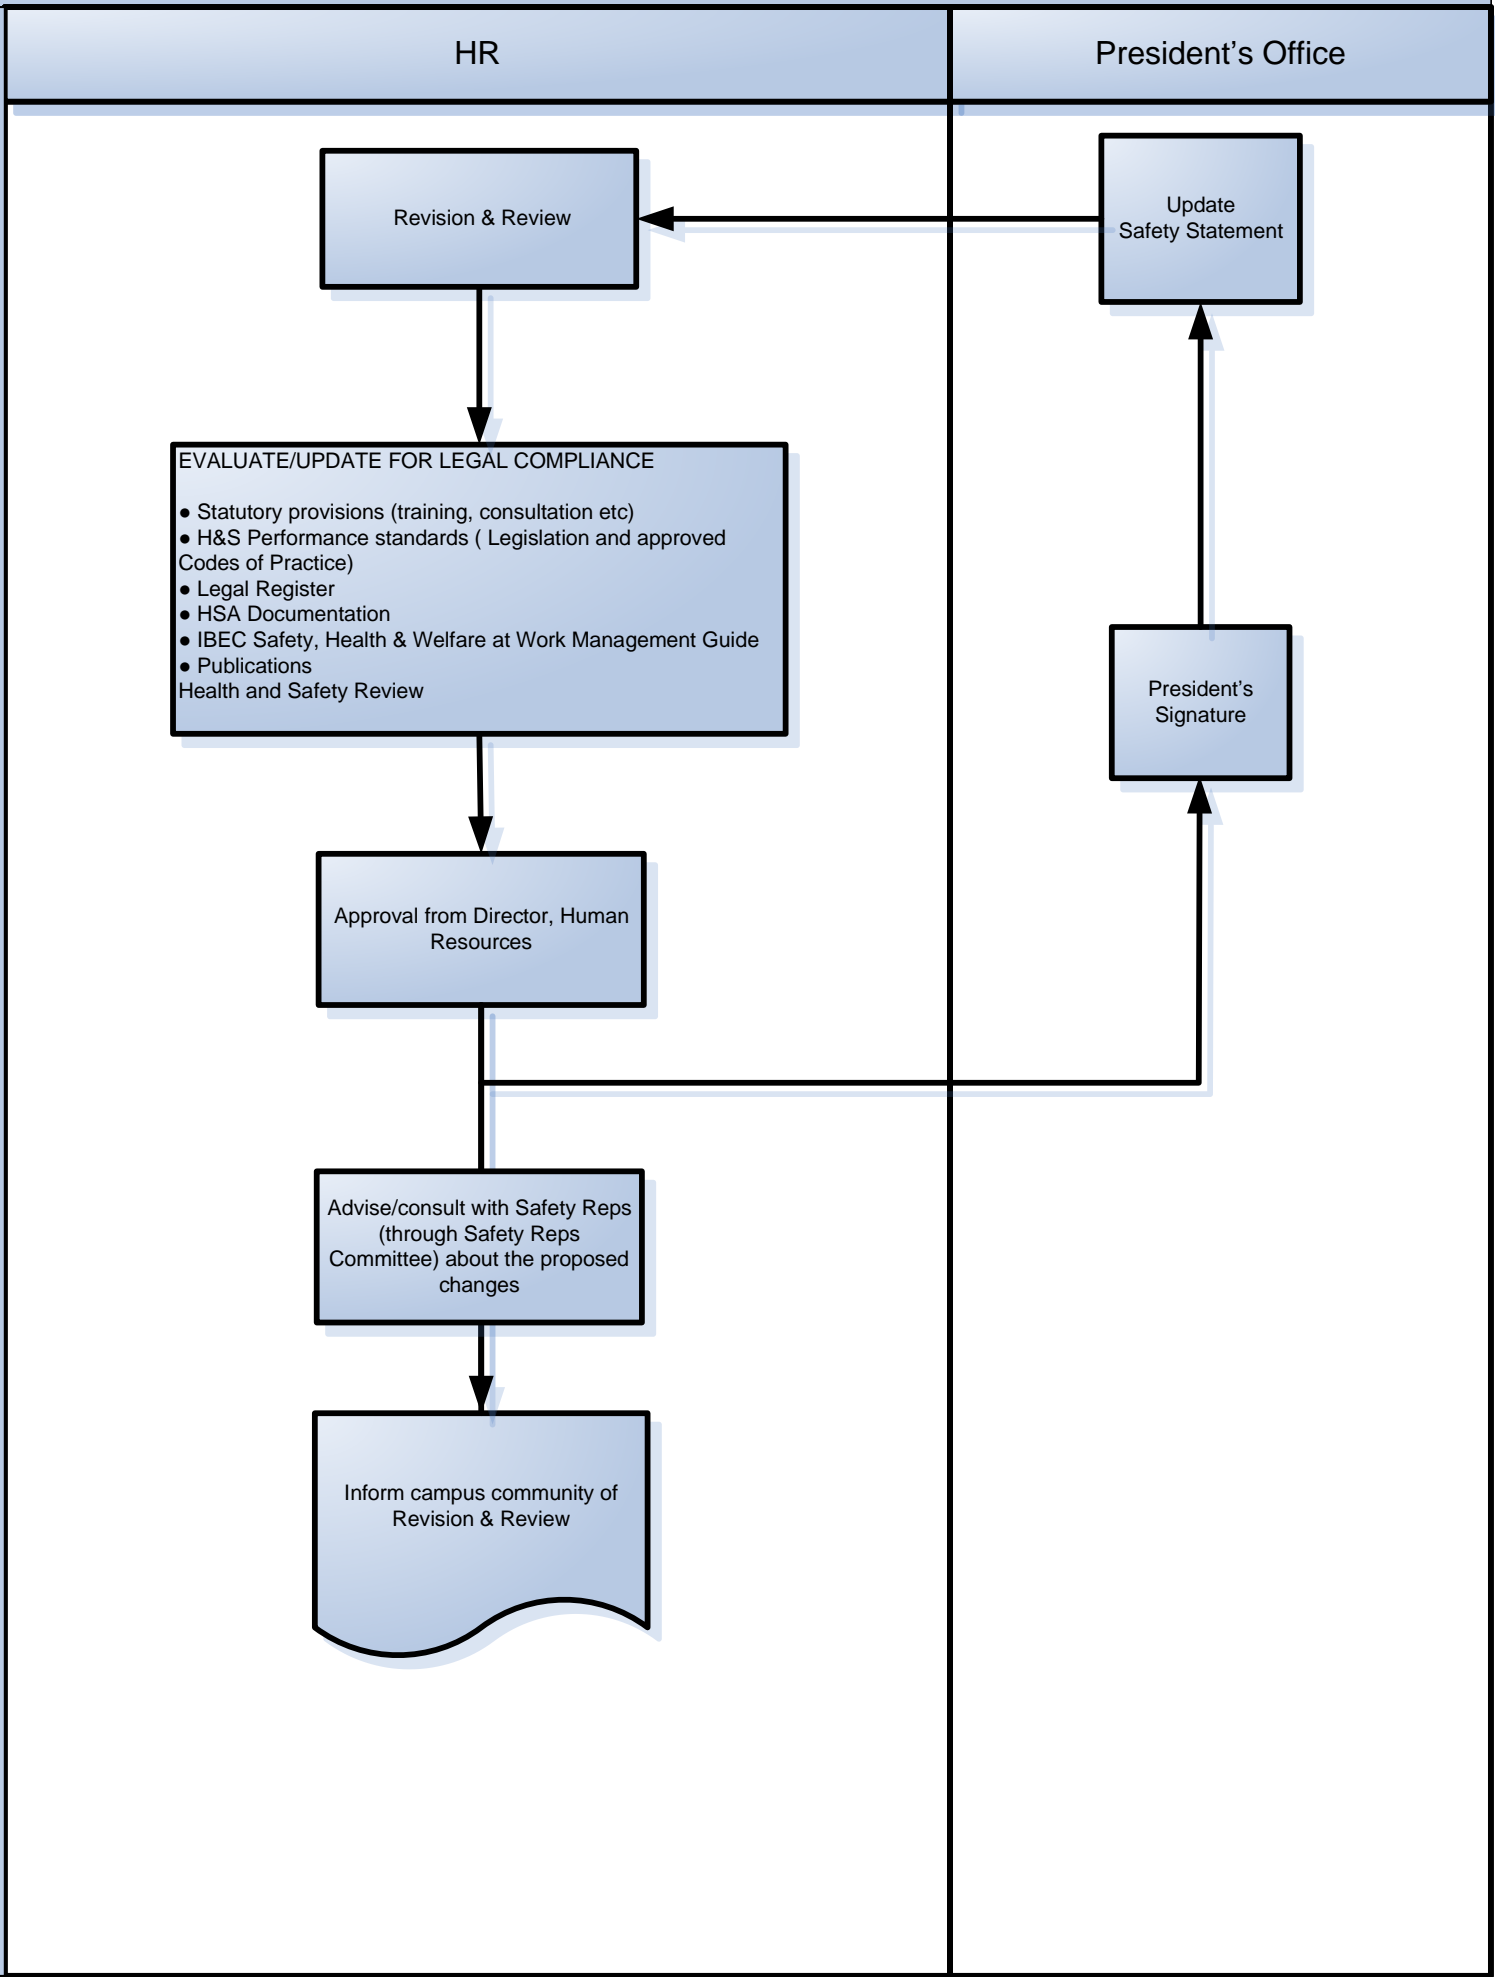 HR
President’s Office
Revision & Review
Update
Safety Statement
EVALUATE/UPDATE FOR LEGAL COMPLIANCE
● Statutory provisions (training, consultation etc)
● H&S Performance standards ( Legislation and approved
Codes of Practice)
● Legal Register
● HSA Documentation
● IBEC Safety, Health & Welfare at Work Management Guide
● Publications
Health and Safety Review
President’s
Signature
Approval from Director, Human
Resources
Advise/consult with Safety Reps
(through Safety Reps
Committee) about the proposed
changes
Inform campus community of
Revision & Review